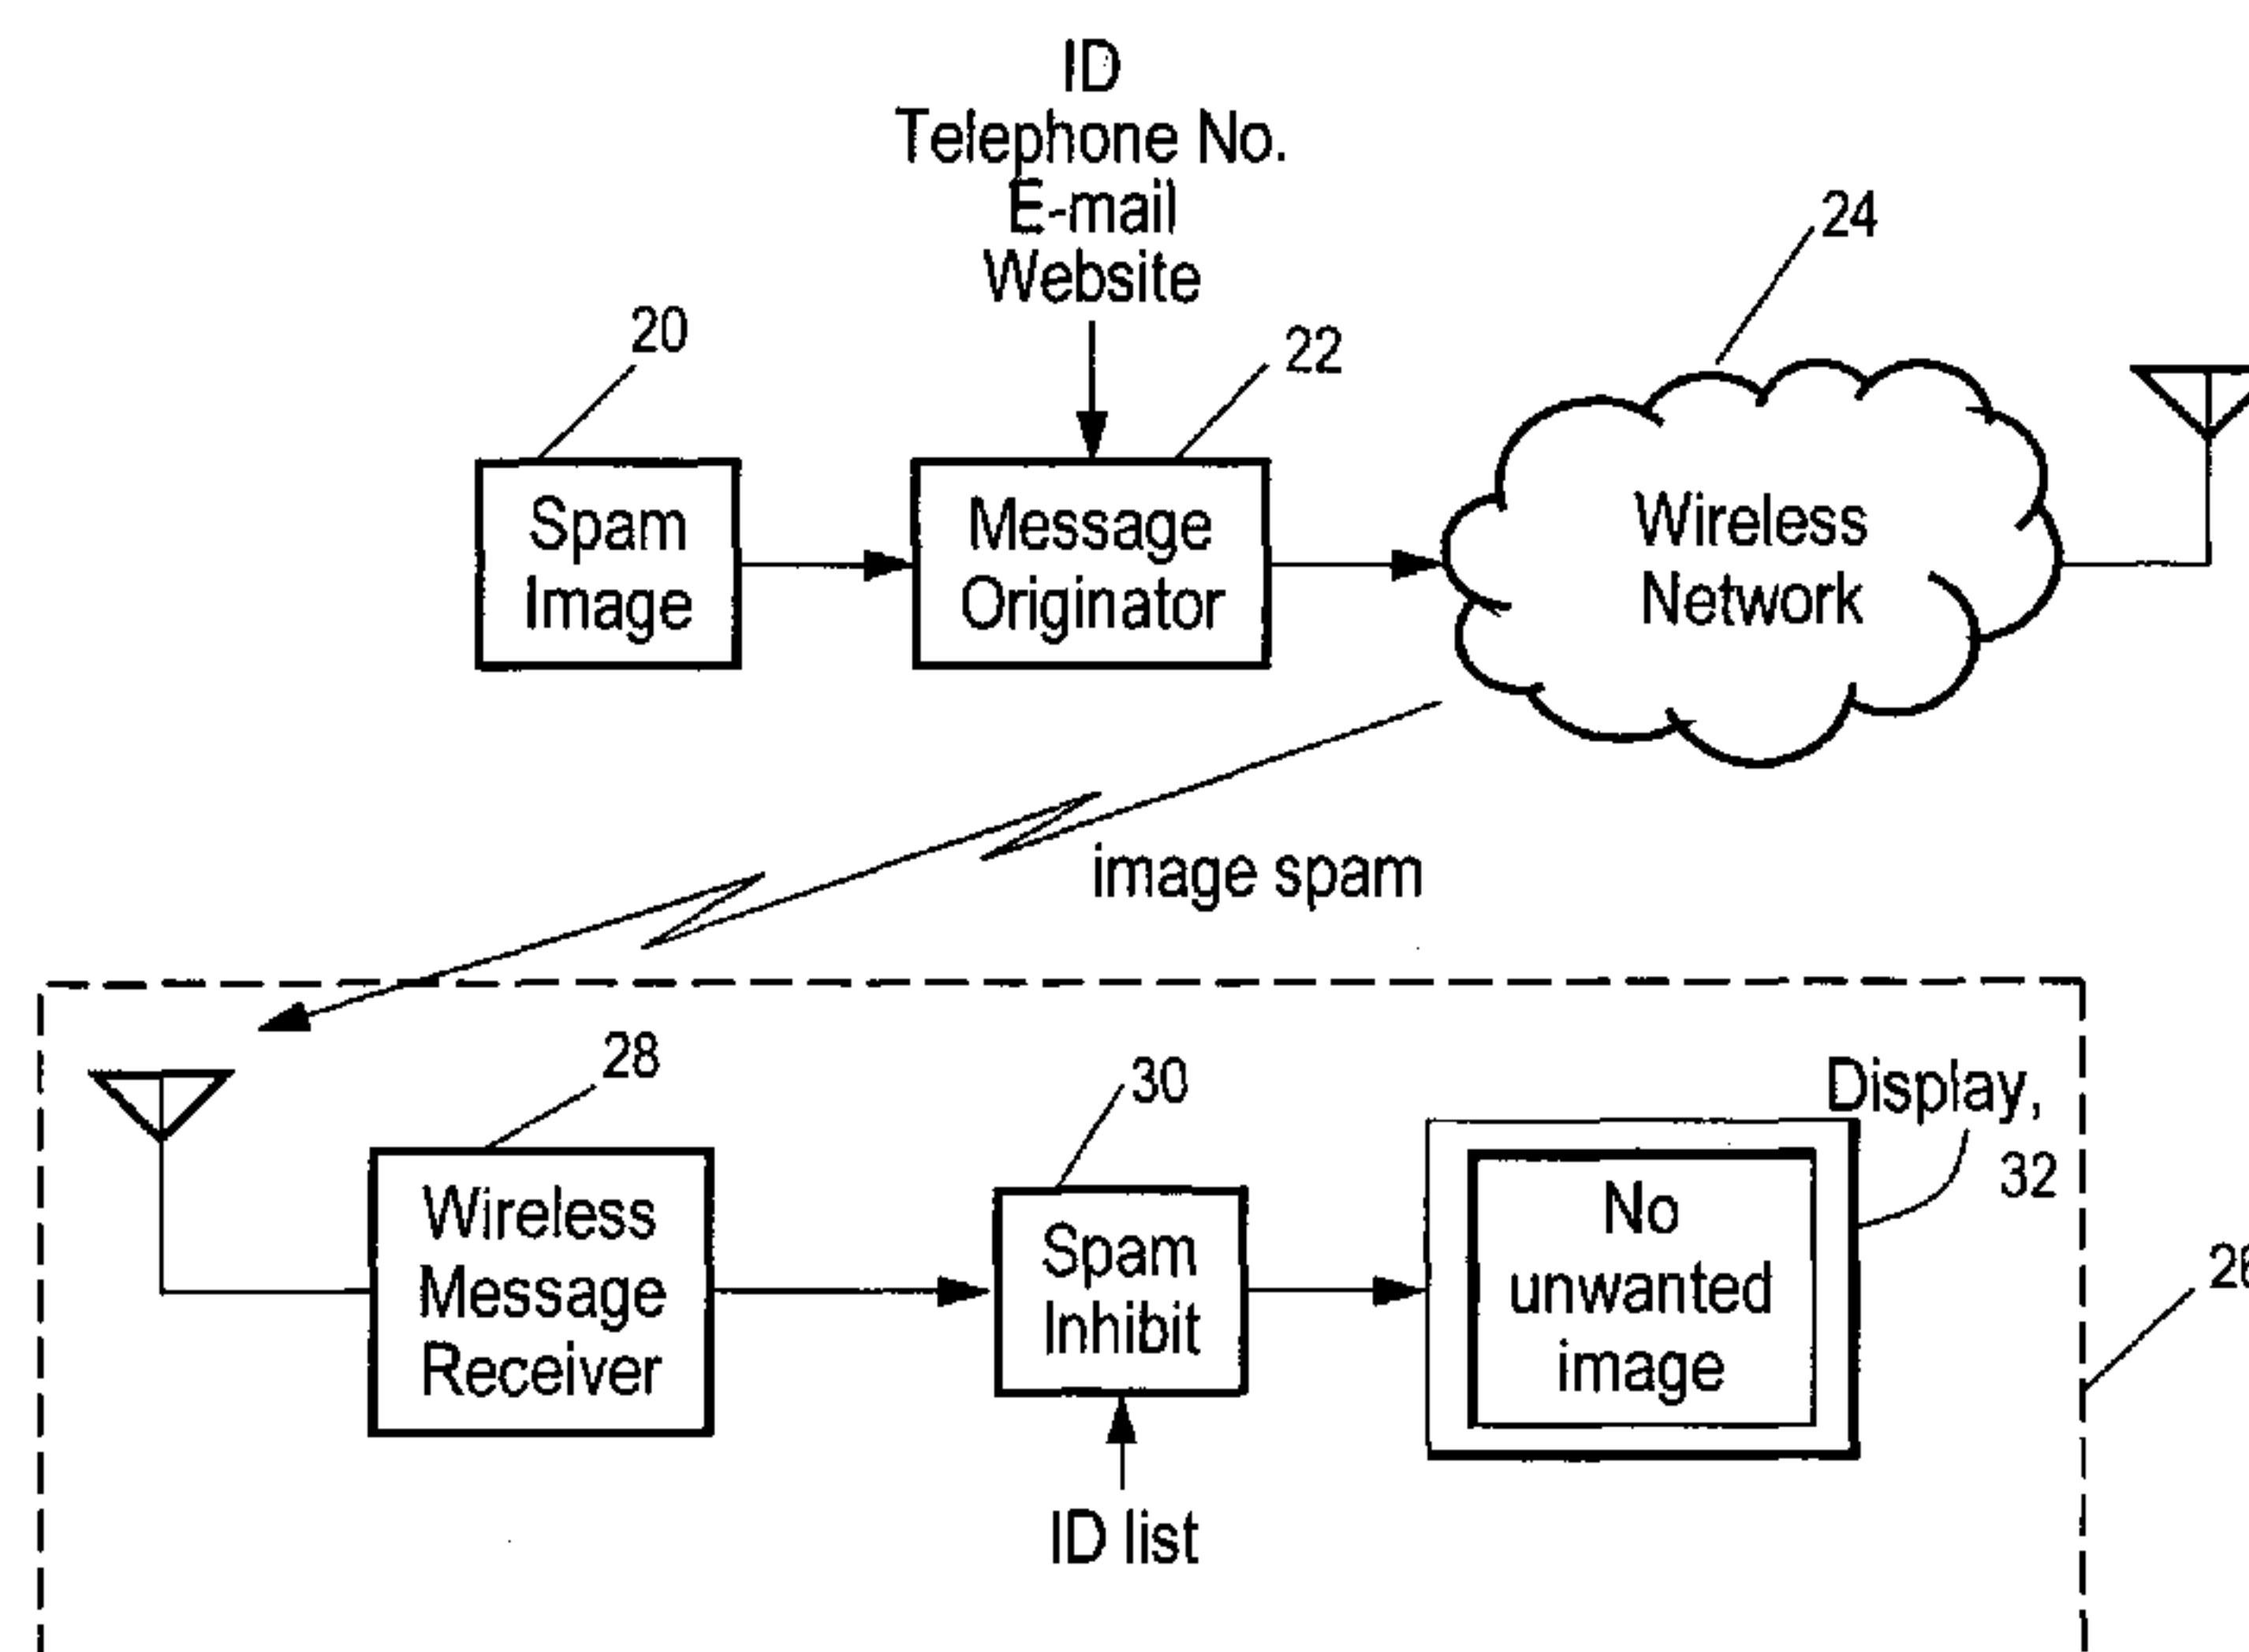 ID
Telephone No.
E-mail
Website
20
22
24
Spam
Image
Message
Originator
Wireless
Network
image spam
28
30
Display,
32
Wireless
Message
Receiver
Spam
Inhibit
No
unwanted
image
ID list